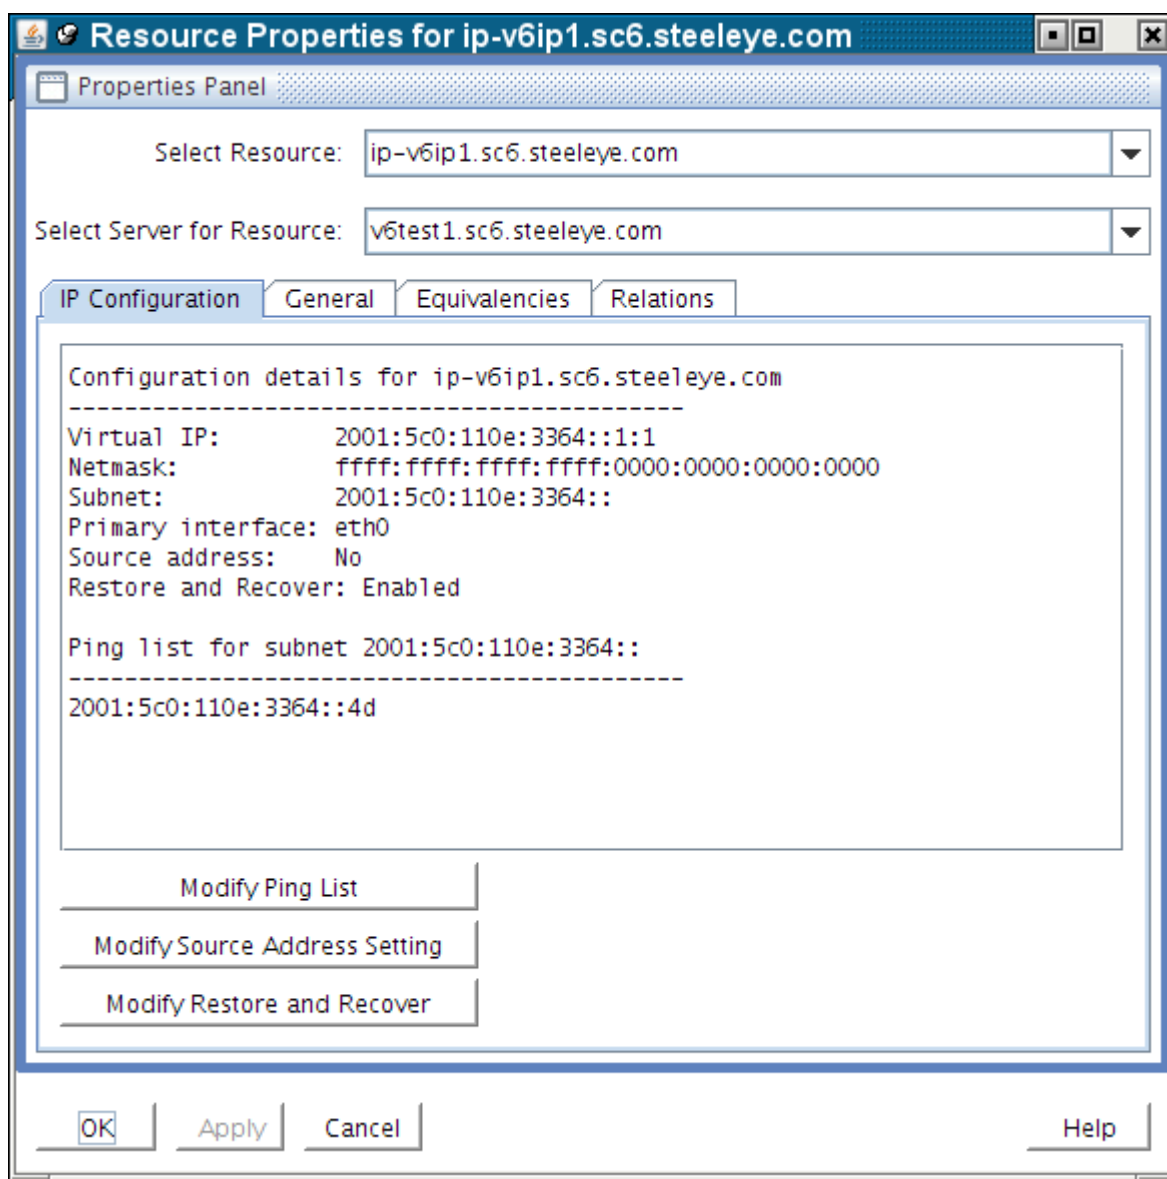 Resource Properties for ip-v6ip1.sc6.steeleye.com
Properties Panel
Select Resource: ip-v6ip1.sc6.steeleye.com
Select Server for Resource: v6test1.sc6.steeleye.com
IP Configuration General Equivalencies Relations
Configuration details for ip-v6ip1.sc6.steeleye.com
--------------------------------------------
Virtual IP: 2001:5c0:110e:3364::1:1
Netmask: ffff:ffff:ffff:ffff:0000:0000:0000:0000
Subnet: 2001:5c0:110e:3364::
Primary interface: eth0
Source address: No
Restore and Recover: Enabled
Ping list for subnet 2001:5c0:110e:3364::
--------------------------------------------
2001:5c0:110e:3364::4d
Modify Ping List
Modify Source Address Setting
Modify Restore and Recover
OK Apply Cancel Help